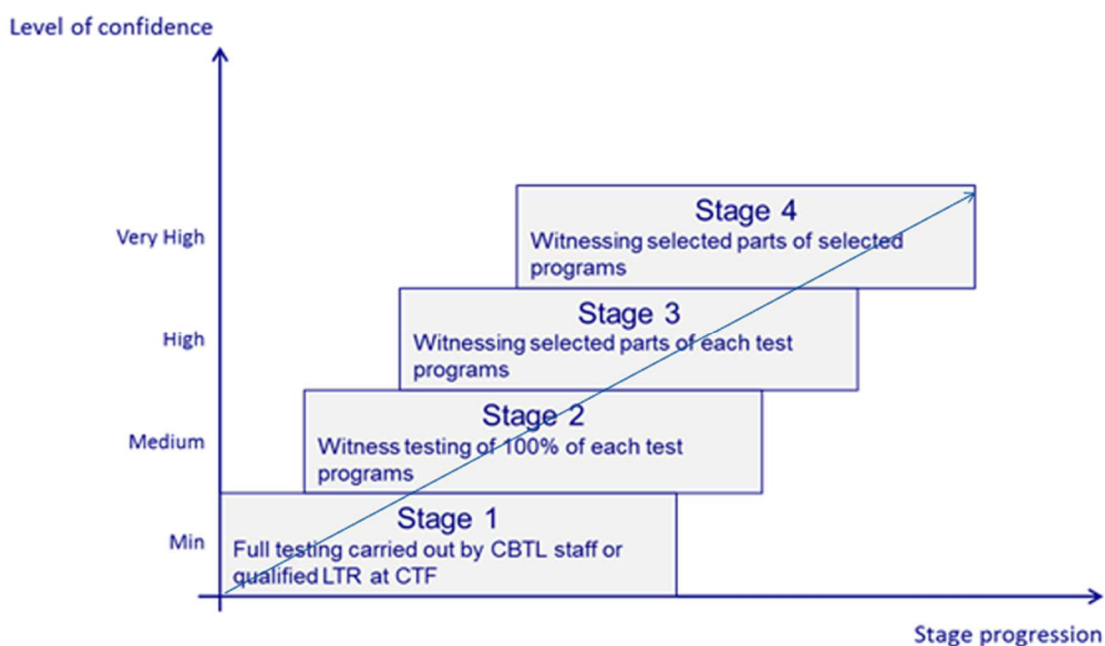 Level of confidence
Very High
Stage 4
Witnessing selected parts of selected
programs
High
Stage 3
Witnessing selected parts of each test
programs
Medium
Stage 2
Witness testing of 100% of each test
programs
Min
Stage 1
Full testing carried out by CBTL staff or
qualified LTR at CTF
Stage progression